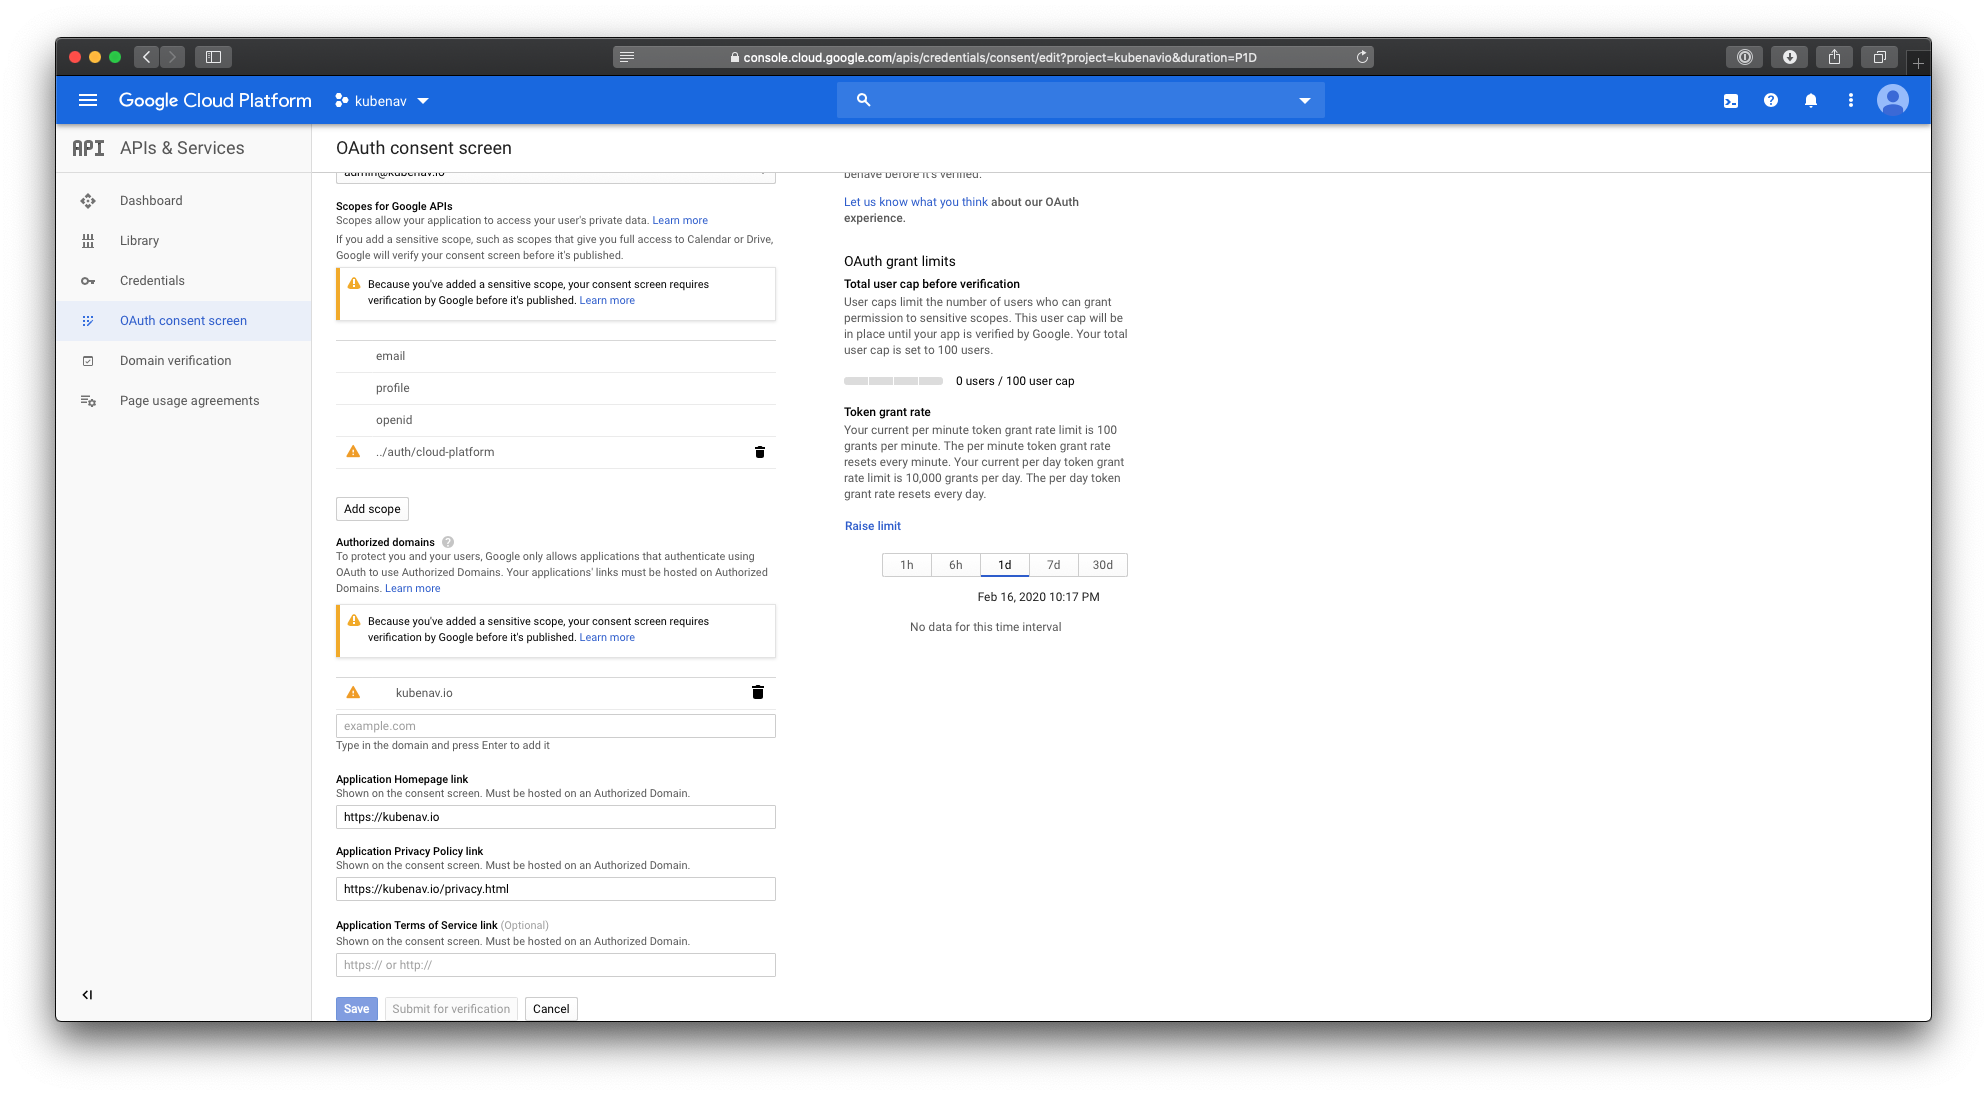 console.cloud.google.com/apis/credentials/consent/edit?project=kubenavio&duration=P1D
Google Cloud Platform
kubenav
API
APIs & Services
OAuth consent screen
Dashboard
Library
Credentials
OAuth consent screen
Domain verification
Page usage agreements
admin@kubenav.io
Scopes for Google APIs
Scopes allow your application to access your user's private data. Learn more
If you add a sensitive scope, such as scopes that give you full access to Calendar or Drive,
Google will verify your consent screen before it's published.
Because you've added a sensitive scope, your consent screen requires
verification by Google before it's published. Learn more
email
profile
openid
../auth/cloud-platform
Add scope
Authorized domains
To protect you and your users, Google only allows applications that authenticate using
OAuth to use Authorized Domains. Your applications' links must be hosted on Authorized
Domains. Learn more
Because you've added a sensitive scope, your consent screen requires
verification by Google before it's published. Learn more
kubenav.io
example.com
Type in the domain and press Enter to add it
Application Homepage link
Shown on the consent screen. Must be hosted on an Authorized Domain.
https://kubenav.io
Application Privacy Policy link
Shown on the consent screen. Must be hosted on an Authorized Domain.
https://kubenav.io/privacy.html
Application Terms of Service link (Optional)
Shown on the consent screen. Must be hosted on an Authorized Domain.
https:// or http://
Save
Submit for verification
Cancel
behave before it's verified.
Let us know what you think about our OAuth
experience.
OAuth grant limits
Total user cap before verification
User caps limit the number of users who can grant
permission to sensitive scopes. This user cap will be
in place until your app is verified by Google. Your total
user cap is set to 100 users.
0 users / 100 user cap
Token grant rate
Your current per minute token grant rate limit is 100
grants per minute. The per minute token grant rate
resets every minute. Your current per day token grant
rate limit is 10,000 grants per day. The per day token
grant rate resets every day.
Raise limit
1h
6h
1d
7d
30d
Feb 16, 2020 10:17 PM
No data for this time interval